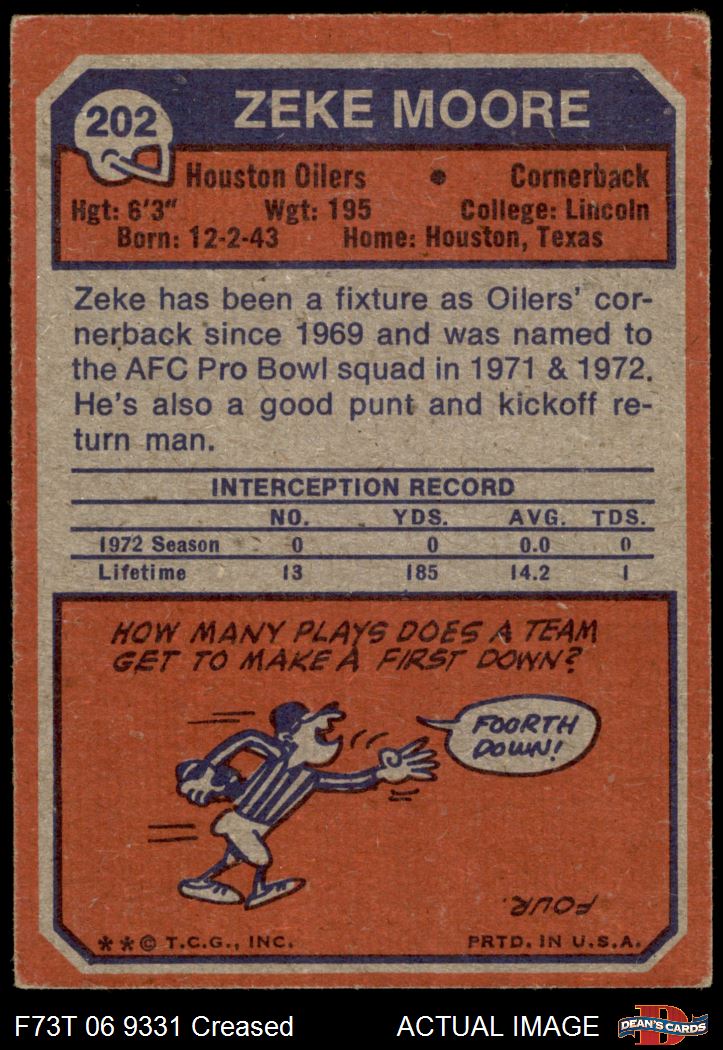 202
ZEKE MOORE
Houston Oilers • Cornerback
Hgt: 6'3" Wgt: 195 College: Lincoln
Born: 12-2-43 Home: Houston, Texas
Zeke has been a fixture as Oilers' cor-
nerback since 1969 and was named to
the AFC Pro Bowl squad in 1971 & 1972.
He's also a good punt and kickoff re-
turn man.
INTERCEPTION RECORD
NO. YDS. AVG. TDS.
1972 Season 0 0 0.0 0
Lifetime 13 185 14.2 1
HOW MANY PLAYS DOES A TEAM
GET TO MAKE A FIRST DOWN?
FOORTH
DOWN!
FOUR.
**© T.C.G., INC. PRTD. IN U.S.A.
F73T 06 9331 Creased ACTUAL IMAGE
D
DEAN'S CARDS